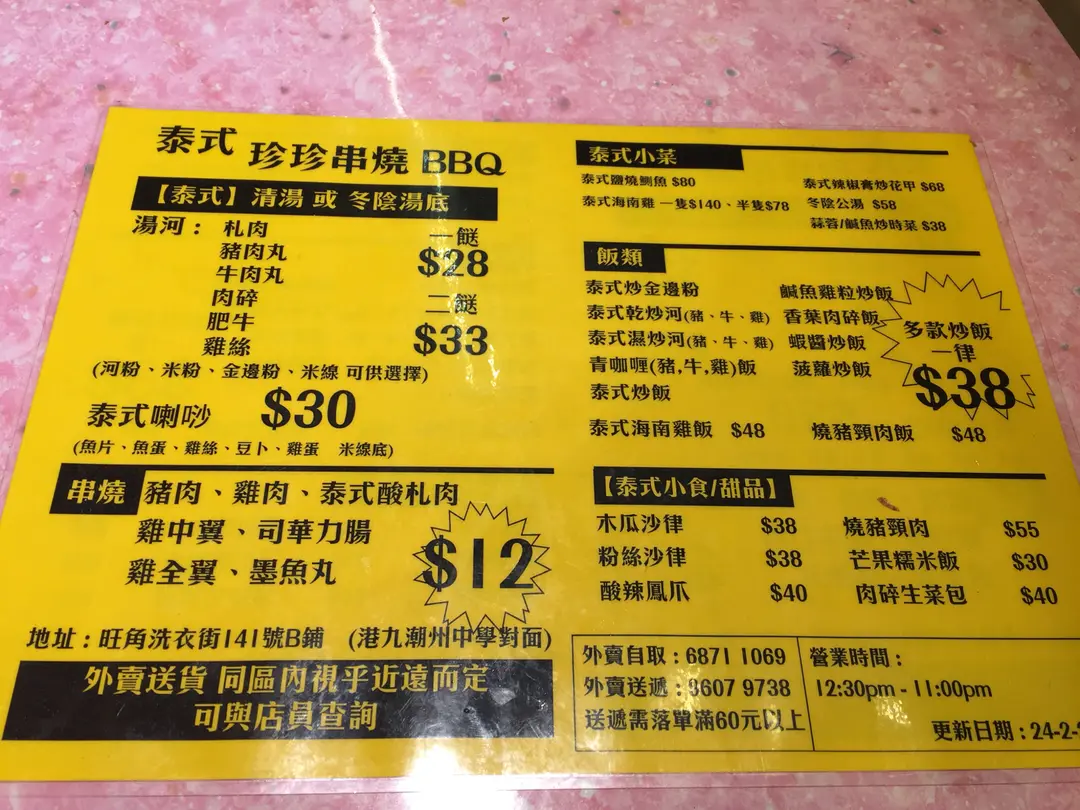 泰式 珍珍串燒 BBQ
【泰式】清湯 或 冬陰湯底
湯河: 札肉 一餸
豬肉丸 $28
牛肉丸
肉碎 二餸
肥牛 $33
雞絲
(河粉、米粉、金邊粉、米線 可供選擇)
泰式喇吵 $30
(魚片、魚蛋、雞絲、豆卜、雞蛋 米線底)
串燒 豬肉、雞肉、泰式酸札肉
雞中翼、司華力腸
雞全翼、墨魚丸
$12
地址:旺角洗衣街141號B鋪 (港九潮州中學對面)
外賣送貨 同區內視乎近遠而定
可與店員查詢
泰式小菜
泰式鹽燒鰂魚 $80 泰式辣椒膏炒花甲 $68
泰式海南雞 一隻$140、半隻$78 冬陰公湯 $58
蒜蓉/鹹魚炒時菜 $38
飯類
泰式炒金邊粉 鹹魚雞粒炒飯
泰式乾炒河(豬、牛、雞) 香葉肉碎炒飯
泰式濕炒河(豬、牛、雞) 蝦醬炒飯
青咖喱(豬,牛,雞)飯 菠蘿炒飯
泰式炒飯
多款炒飯
一律
$38
泰式海南雞飯 $48 燒豬頸肉飯 $48
【泰式小食/甜品】
木瓜沙律 $38 燒豬頸肉 $55
粉絲沙律 $38 芒果糯米飯 $30
酸辣鳳爪 $40 肉碎生菜包 $40
外賣自取:6871 1069
外賣送遞:3607 9738
送遞需落單滿60元以上
營業時間:
12:30pm - 11:00pm
更新日期:24-2-